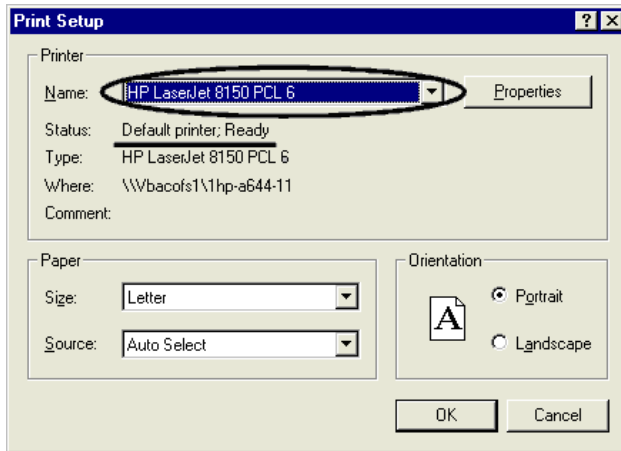 Print Setup
Printer
Name: HP LaserJet 8150 PCL 6 Properties
Status: Default printer; Ready
Type: HP LaserJet 8150 PCL 6
Where: \\Vbacofs1\1hp-a644-11
Comment:
Paper
Size: Letter
Source: Auto Select
Orientation
A
Portrait
Landscape
OK Cancel